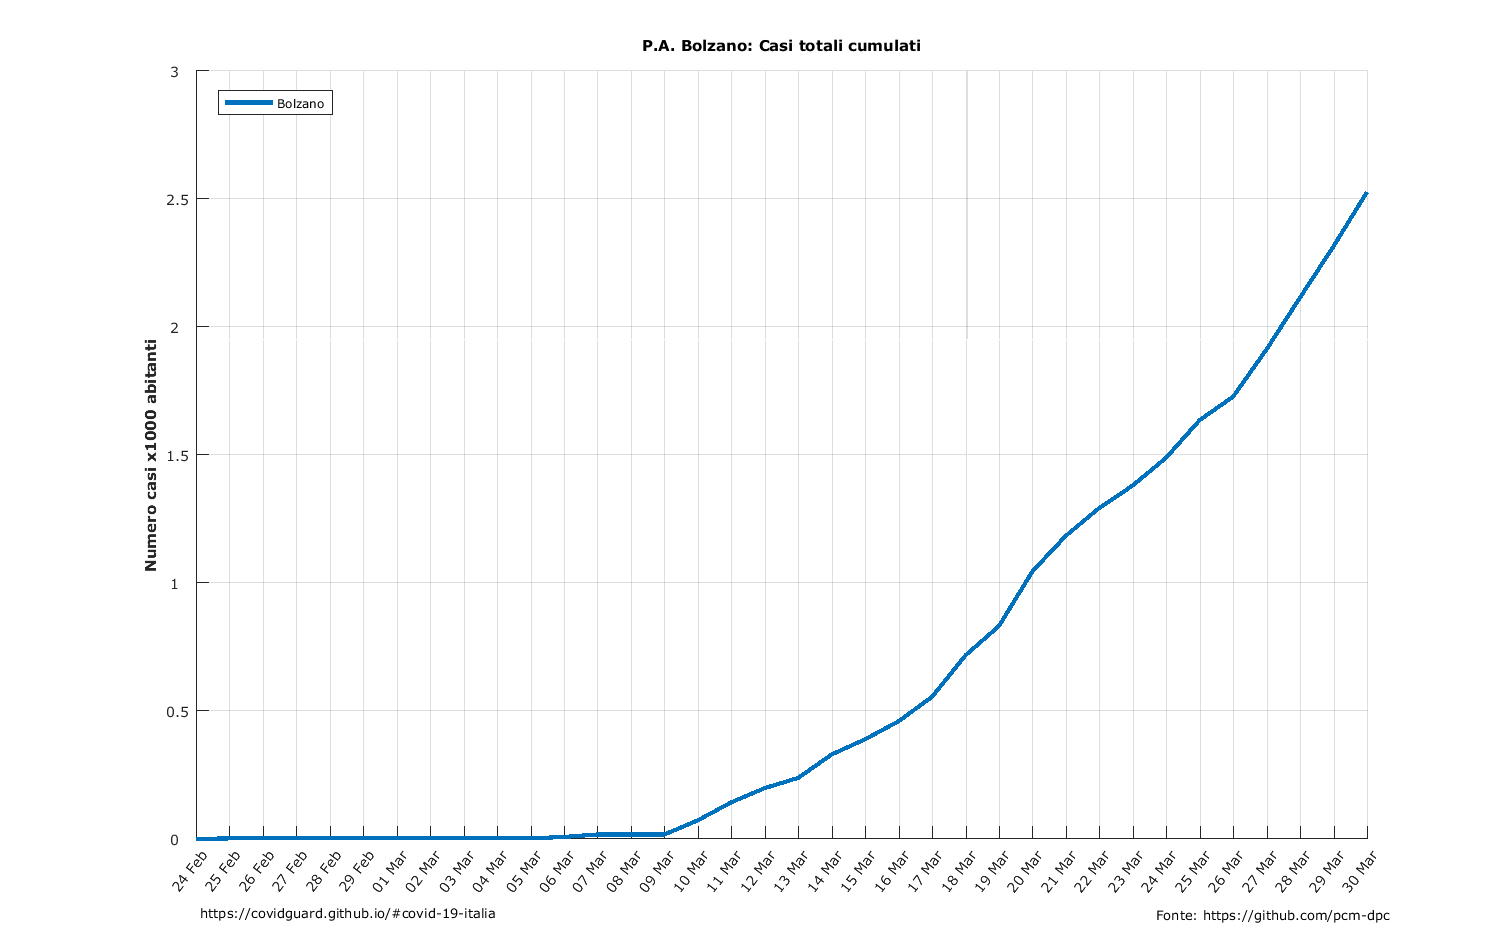 P.A. Bolzano: Casi totali cumulati
3
Bolzano
2.5
2
1.5
1
0.5
0
Numero casi x1000 abitanti
24 Feb
25 Feb
26 Feb
27 Feb
28 Feb
29 Feb
01 Mar
02 Mar
03 Mar
04 Mar
05 Mar
06 Mar
07 Mar
08 Mar
09 Mar
10 Mar
11 Mar
12 Mar
13 Mar
14 Mar
15 Mar
16 Mar
17 Mar
18 Mar
19 Mar
20 Mar
21 Mar
22 Mar
23 Mar
24 Mar
25 Mar
26 Mar
27 Mar
28 Mar
29 Mar
30 Mar
https://covidguard.github.io/#covid-19-italia
Fonte: https://github.com/pcm-dpc